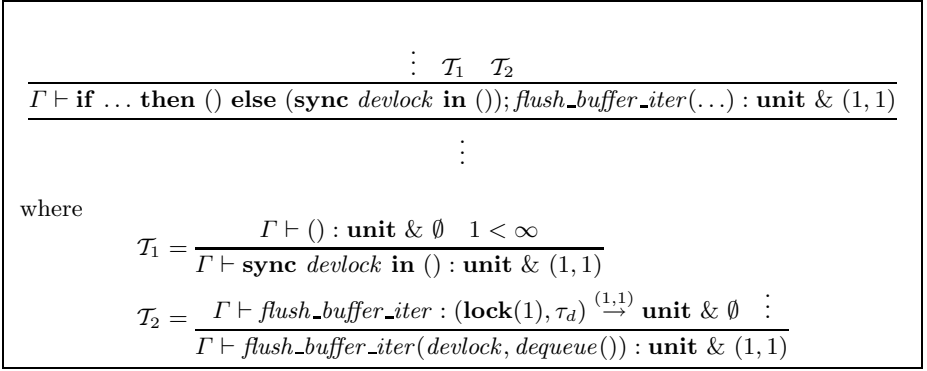 ⋮ 𝒯₁ 𝒯₂
Γ ⊢ if … then () else (sync devlock in ()); flush_buffer_iter(…) : unit & (1, 1)
⋮
where
Γ ⊢ () : unit & ∅ 1 < ∞
𝒯₁ =
Γ ⊢ sync devlock in () : unit & (1, 1)
Γ ⊢ flush_buffer_iter : (lock(1), τ_d) →^{(1,1)} unit & ∅ ⋮
𝒯₂ =
Γ ⊢ flush_buffer_iter(devlock, dequeue()) : unit & (1, 1)